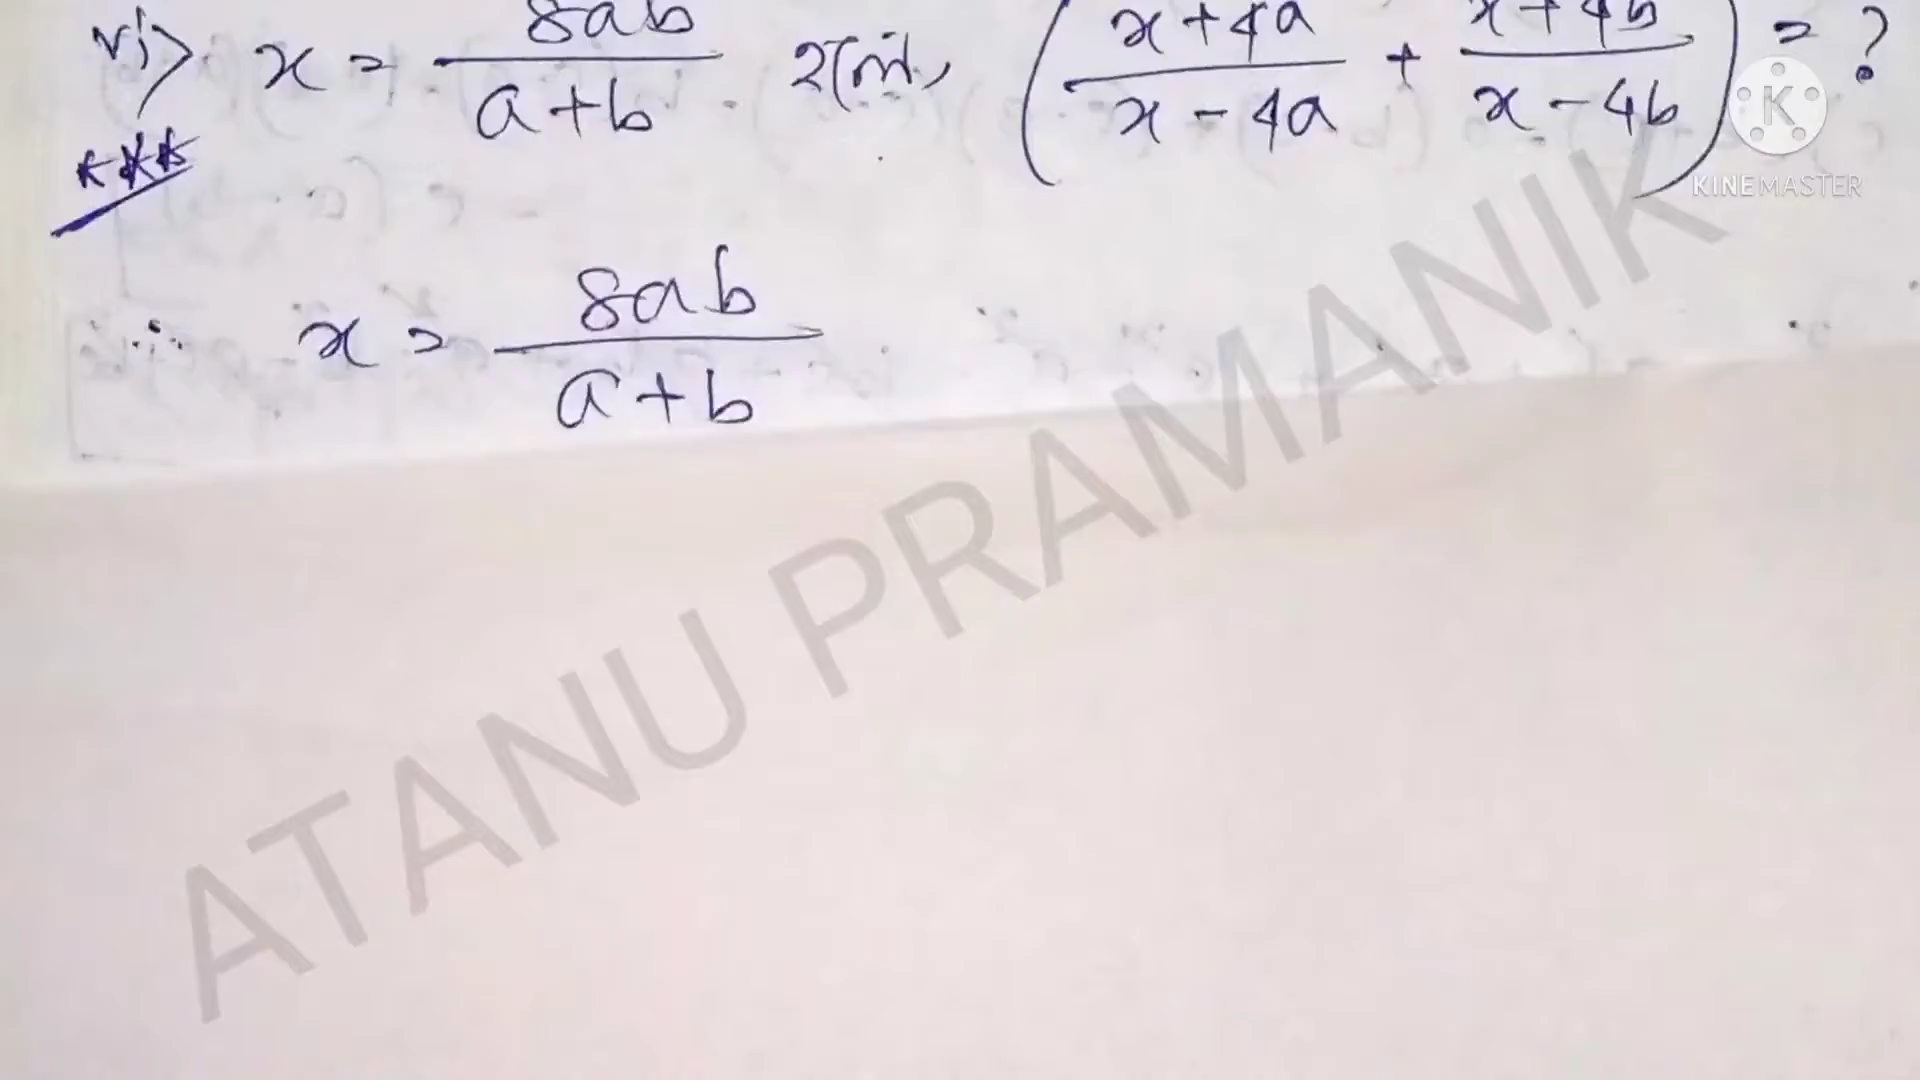 vi> x = 8ab/a+b হলে, (x+4a/x-4a + x+4b/x-4b) = ?
***
KINEMASTER
∴ x = 8ab/a+b
ATANU PRAMANIK